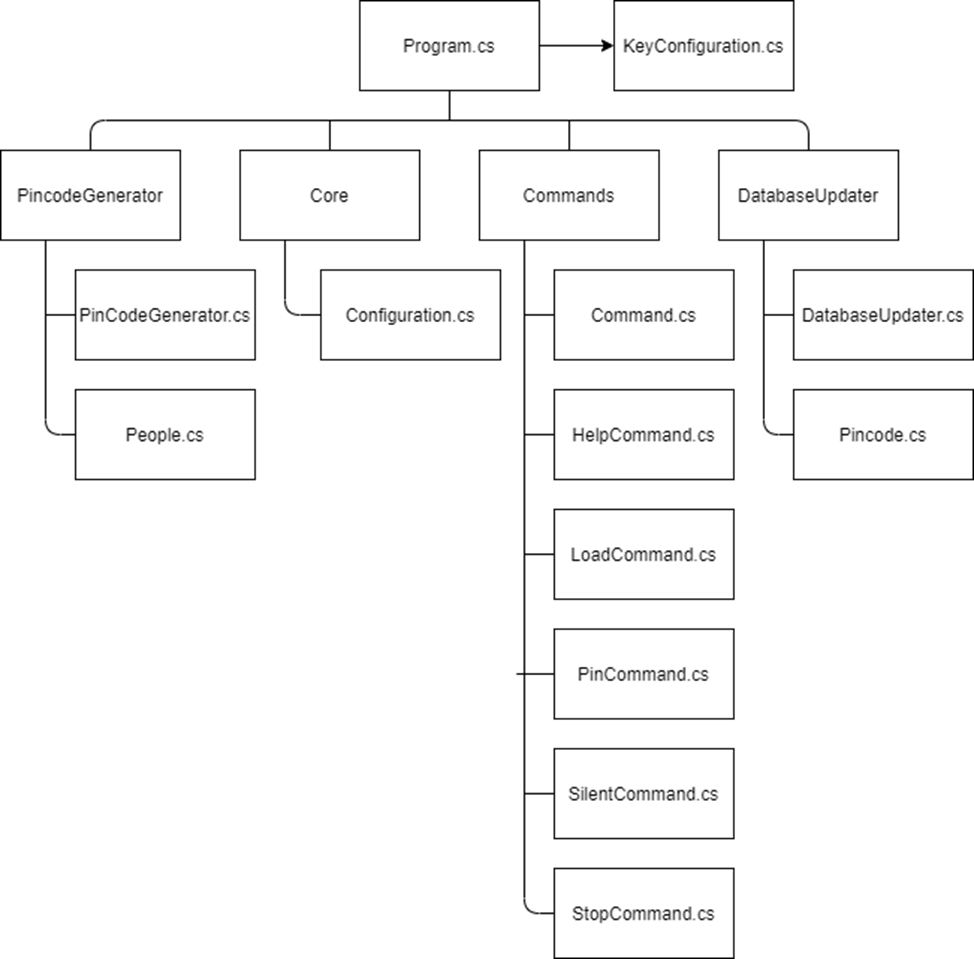 Program.cs
KeyConfiguration.cs
PincodeGenerator
Core
Commands
DatabaseUpdater
PinCodeGenerator.cs
Configuration.cs
Command.cs
DatabaseUpdater.cs
People.cs
HelpCommand.cs
Pincode.cs
LoadCommand.cs
PinCommand.cs
SilentCommand.cs
StopCommand.cs